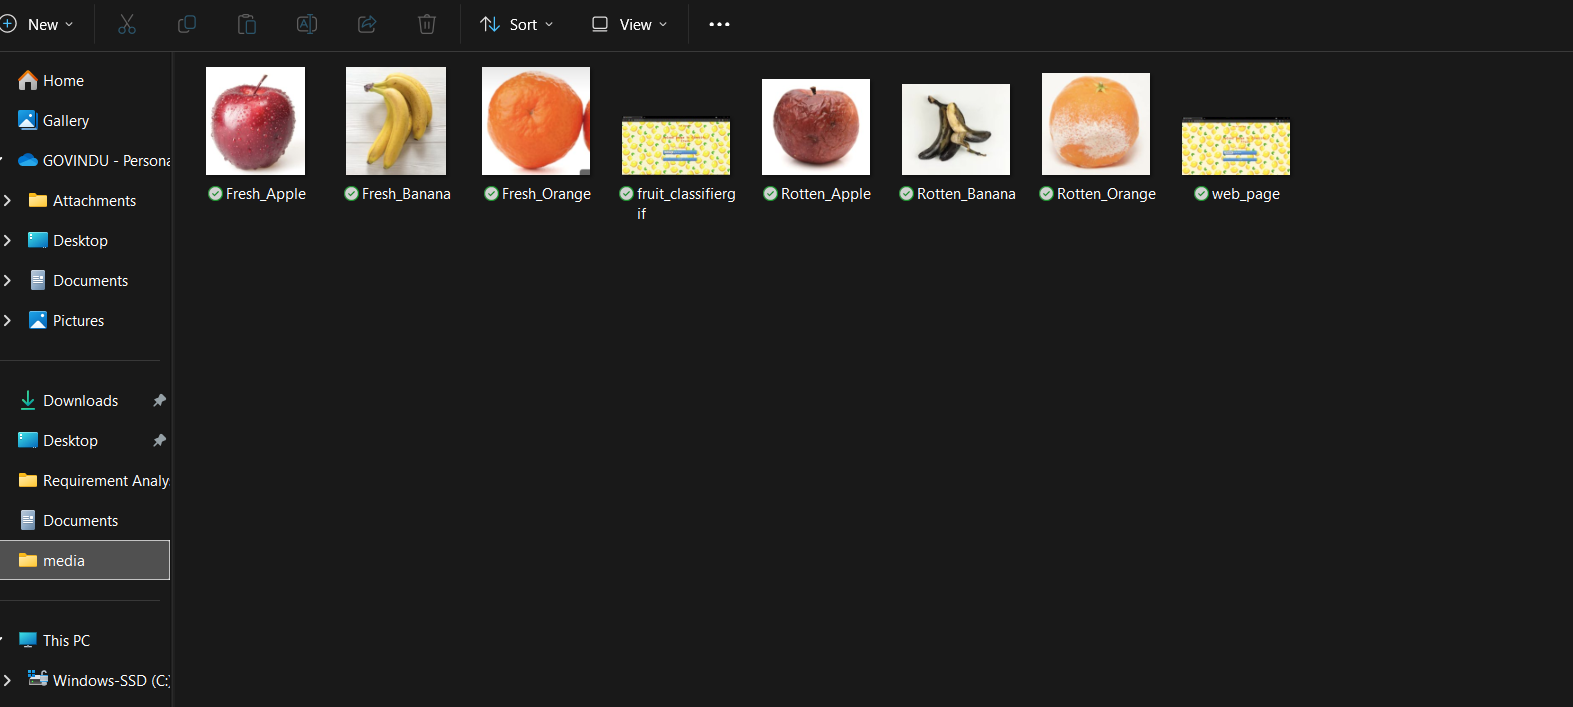 New
Sort
View
Home
Gallery
GOVINDU - Persona
Attachments
Desktop
Documents
Pictures
Downloads
Desktop
Requirement Analy
Documents
media
This PC
Windows-SSD (C:)
Fresh_Apple
Fresh_Banana
Fresh_Orange
fruit_classifierg
if
Rotten_Apple
Rotten_Banana
Rotten_Orange
web_page